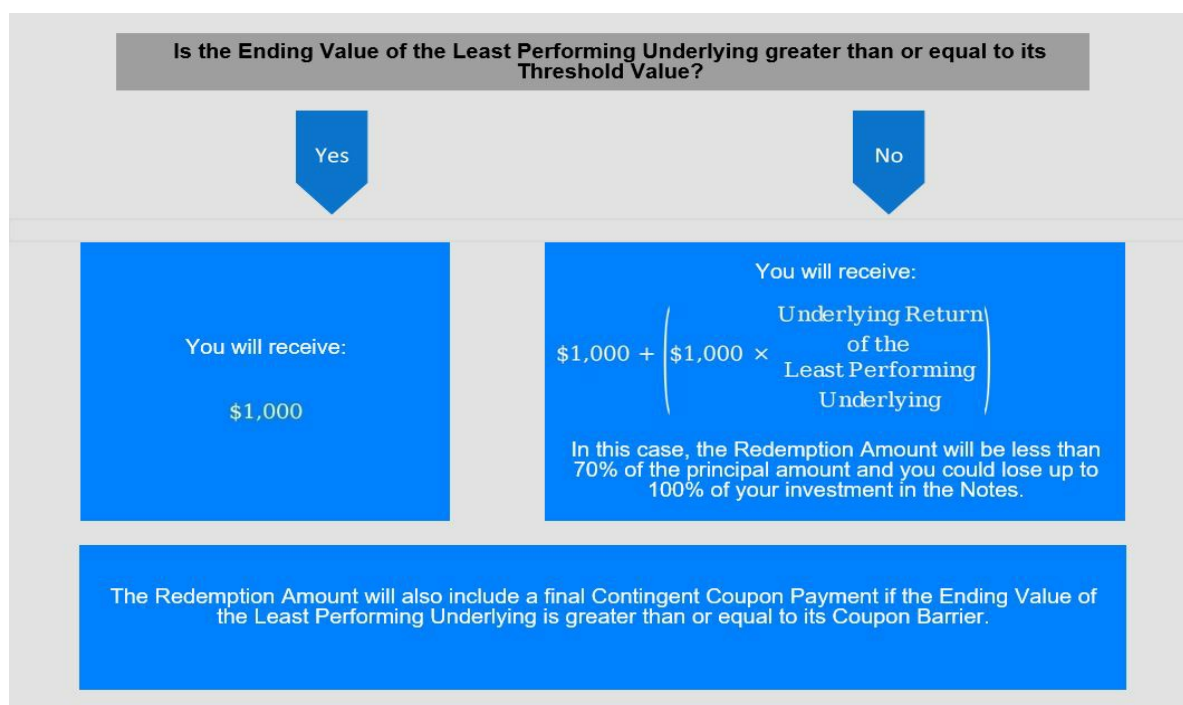 Is the Ending Value of the Least Performing Underlying greater than or equal to its
Threshold Value?
Yes
No
You will receive:
$1,000
You will receive:
$1,000 + ($1,000 × Underlying Return
of the
Least Performing
Underlying)
In this case, the Redemption Amount will be less than
70% of the principal amount and you could lose up to
100% of your investment in the Notes.
The Redemption Amount will also include a final Contingent Coupon Payment if the Ending Value of
the Least Performing Underlying is greater than or equal to its Coupon Barrier.